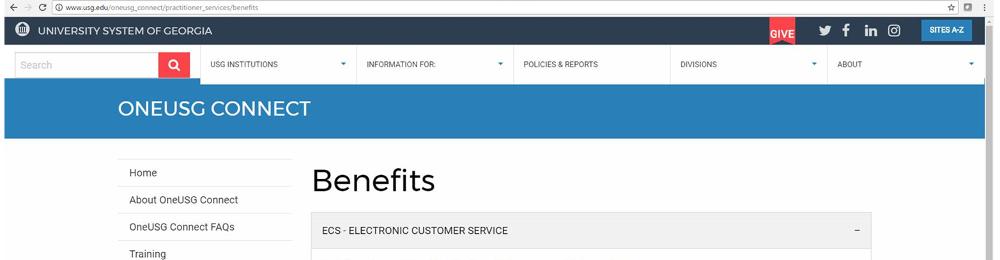 www.usg.edu/oneusg_connect/practitioner_services/benefits
UNIVERSITY SYSTEM OF GEORGIA
GIVE
SITES A-Z
Search
USG INSTITUTIONS
INFORMATION FOR:
POLICIES & REPORTS
DIVISIONS
ABOUT
ONEUSG CONNECT
Home
About OneUSG Connect
OneUSG Connect FAQs
Training
Benefits
ECS - ELECTRONIC CUSTOMER SERVICE